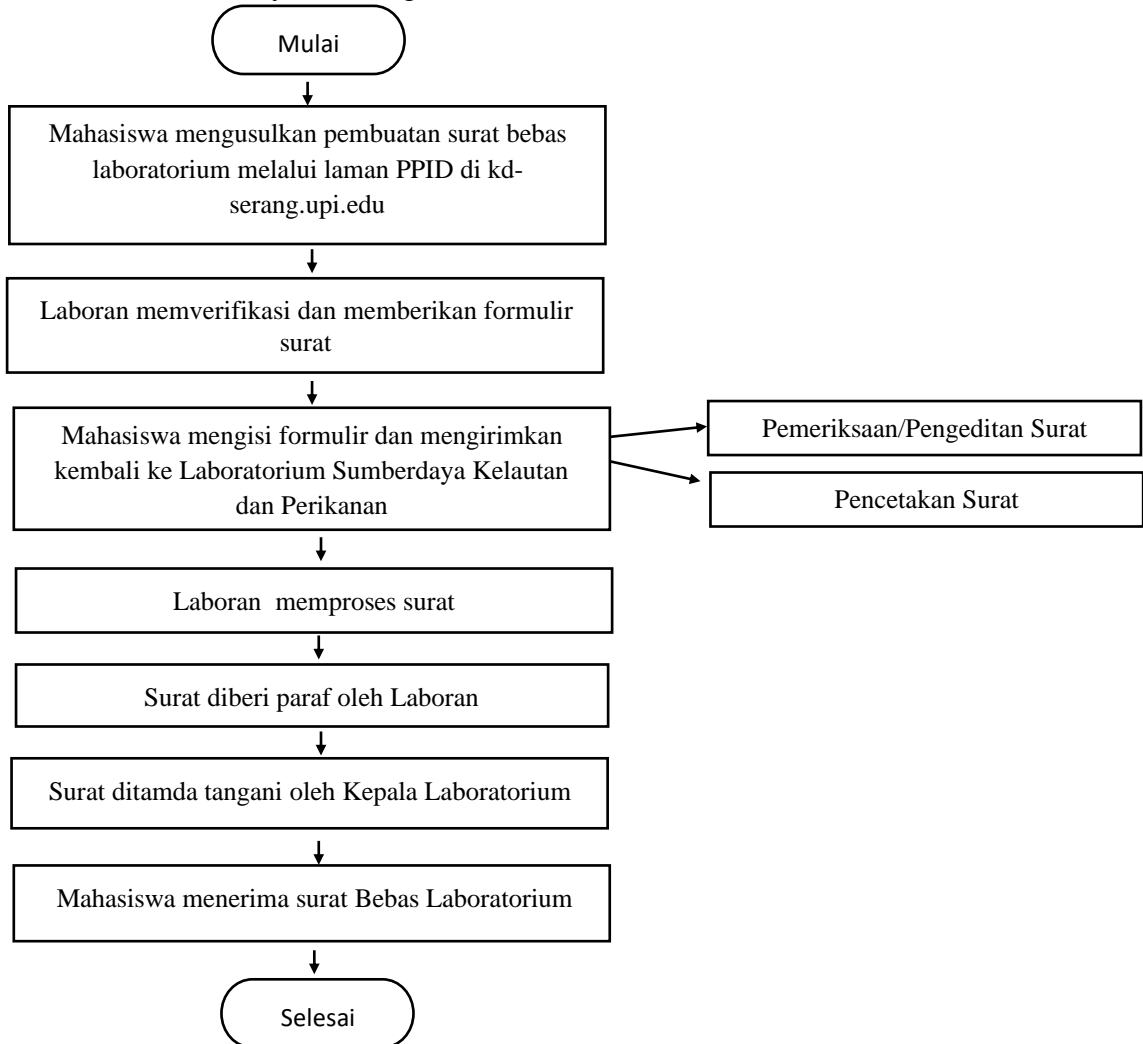 Mulai
Mahasiswa mengusulkan pembuatan surat bebas
laboratorium melalui laman PPID di kd-
serang.upi.edu
Laboran memverifikasi dan memberikan formulir
surat
Mahasiswa mengisi formulir dan mengirimkan
kembali ke Laboratorium Sumberdaya Kelautan
dan Perikanan
Pemeriksaan/Pengeditan Surat
Pencetakan Surat
Laboran  memproses surat
Surat diberi paraf oleh Laboran
Surat ditamda tangani oleh Kepala Laboratorium
Mahasiswa menerima surat Bebas Laboratorium
Selesai